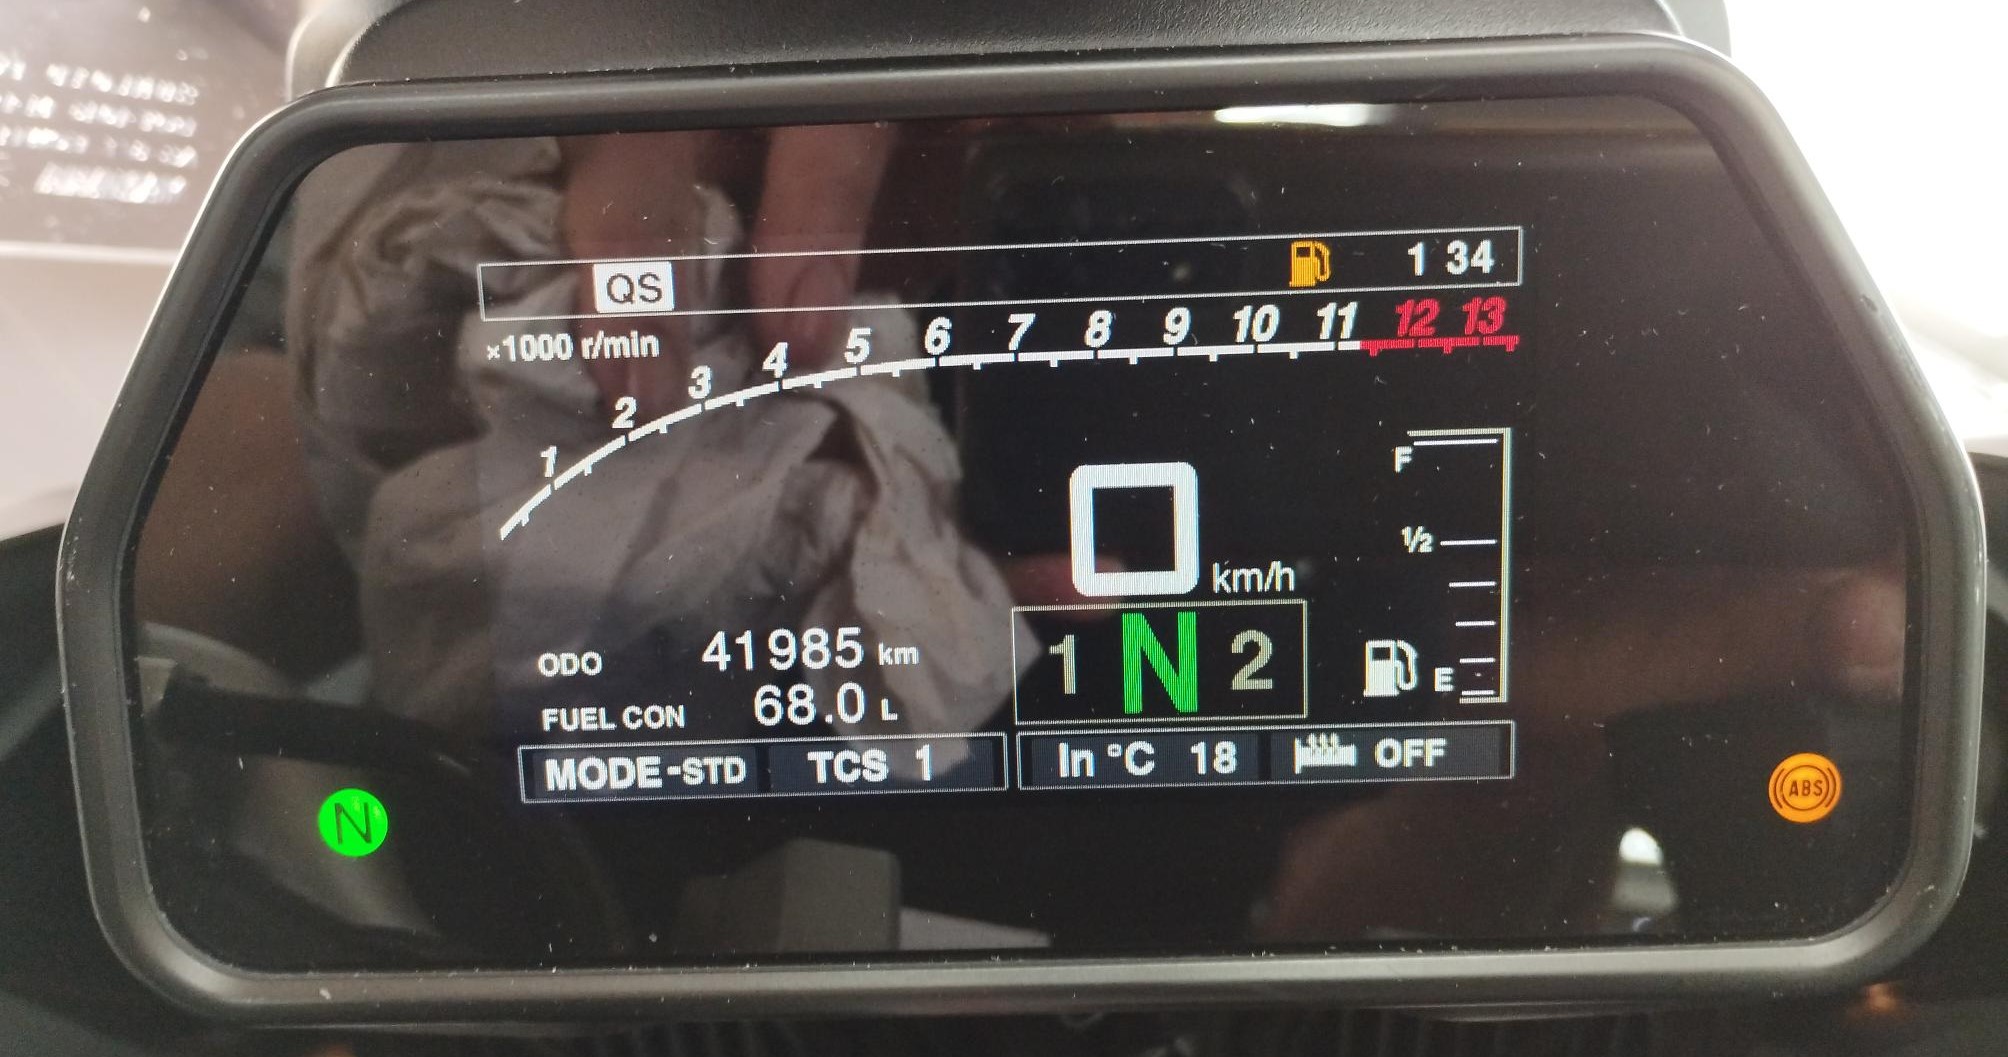 QS 1 34
×1000 r/min
1 2 3 4 5 6 7 8 9 10 11 12 13
F
1/2
E
0 km/h
1 N 2
ODO 41985 km
FUEL CON 68.0 L
MODE-STD TCS 1 In °C 18 OFF
N
ABS